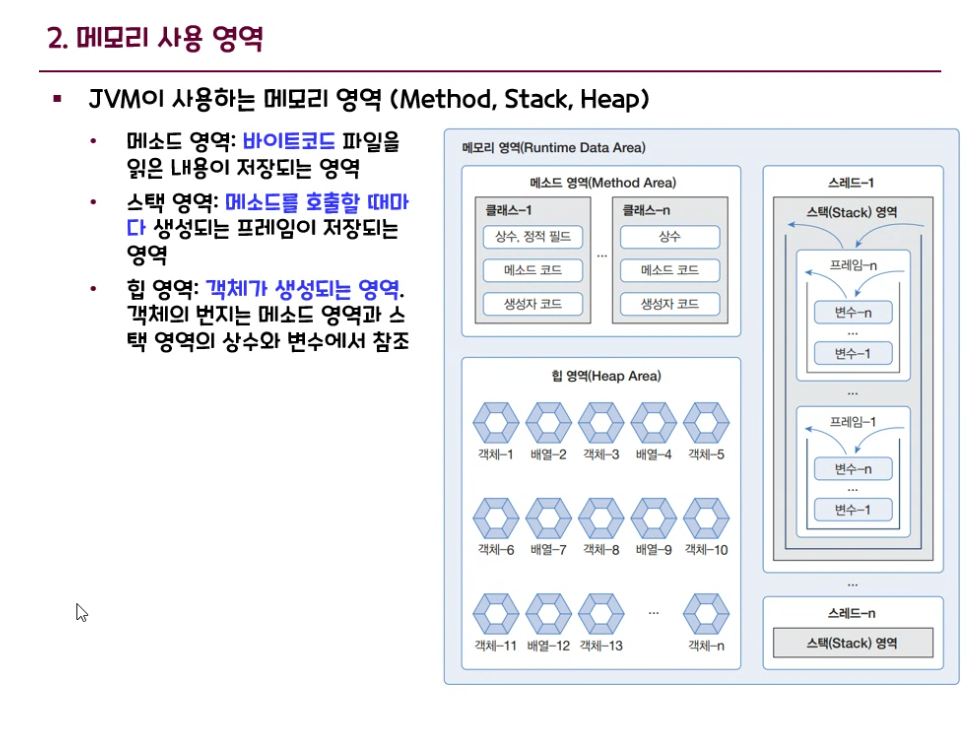 2. 메모리 사용 영역
▪ JVM이 사용하는 메모리 영역 (Method, Stack, Heap)
• 메소드 영역: 바이트코드 파일을
읽은 내용이 저장되는 영역
• 스택 영역: 메소드를 호출할 때마
다 생성되는 프레임이 저장되는
영역
• 힙 영역: 객체가 생성되는 영역.
객체의 번지는 메소드 영역과 스
택 영역의 상수와 변수에서 참조
메모리 영역(Runtime Data Area)
메소드 영역(Method Area)
클래스-1
상수, 정적 필드
메소드 코드
생성자 코드
...
클래스-n
상수
메소드 코드
생성자 코드
힙 영역(Heap Area)
객체-1 배열-2 객체-3 배열-4 객체-5
객체-6 배열-7 객체-8 배열-9 객체-10
...
객체-11 배열-12 객체-13 객체-n
스레드-1
스택(Stack) 영역
프레임-n
변수-n
...
변수-1
...
프레임-1
변수-n
...
변수-1
...
스레드-n
스택(Stack) 영역